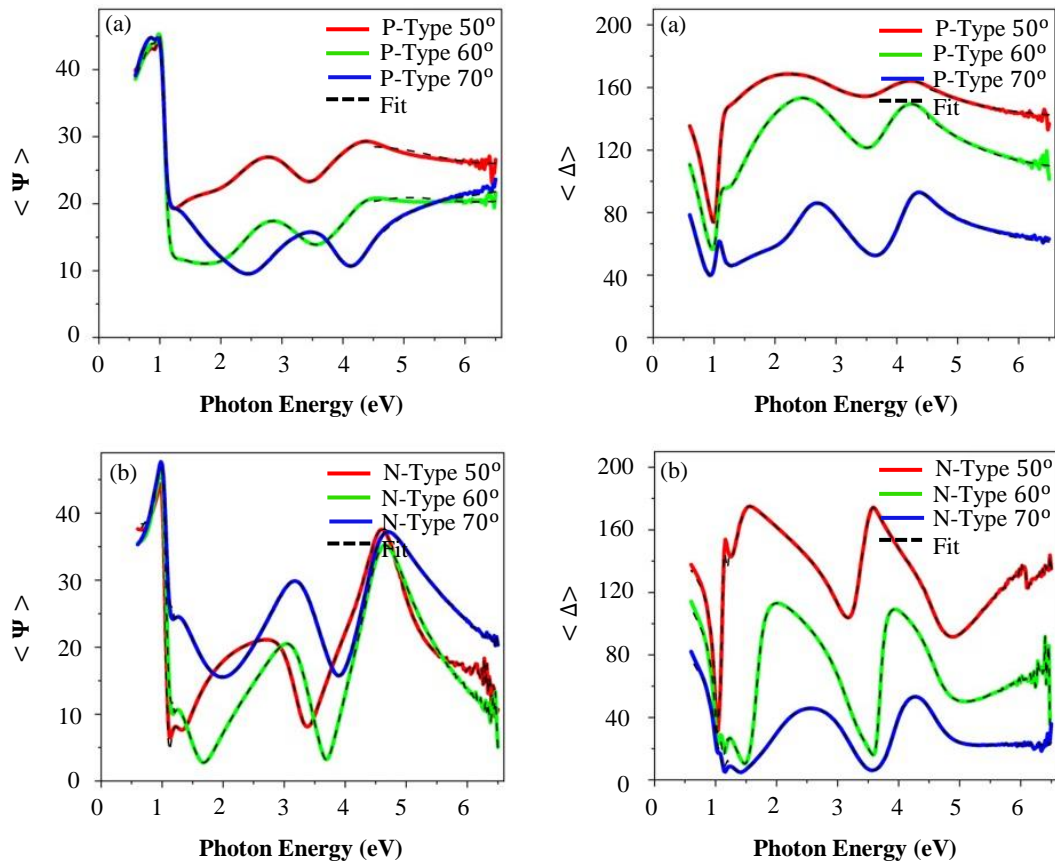 (a)
P-Type 50º
P-Type 60º
P-Type 70º
Fit
40
30
20
10
0
< Ψ >
0 1 2 3 4 5 6
Photon Energy (eV)
(a)
P-Type 50º
P-Type 60º
P-Type 70º
Fit
200
160
120
80
40
0
< Δ>
0 1 2 3 4 5 6
Photon Energy (eV)
(b)
N-Type 50º
N-Type 60º
N-Type 70º
Fit
40
30
20
10
0
< Ψ >
0 1 2 3 4 5 6
Photon Energy (eV)
(b)
N-Type 50º
N-Type 60º
N-Type 70º
Fit
200
160
120
80
40
0
< Δ>
0 1 2 3 4 5 6
Photon Energy (eV)